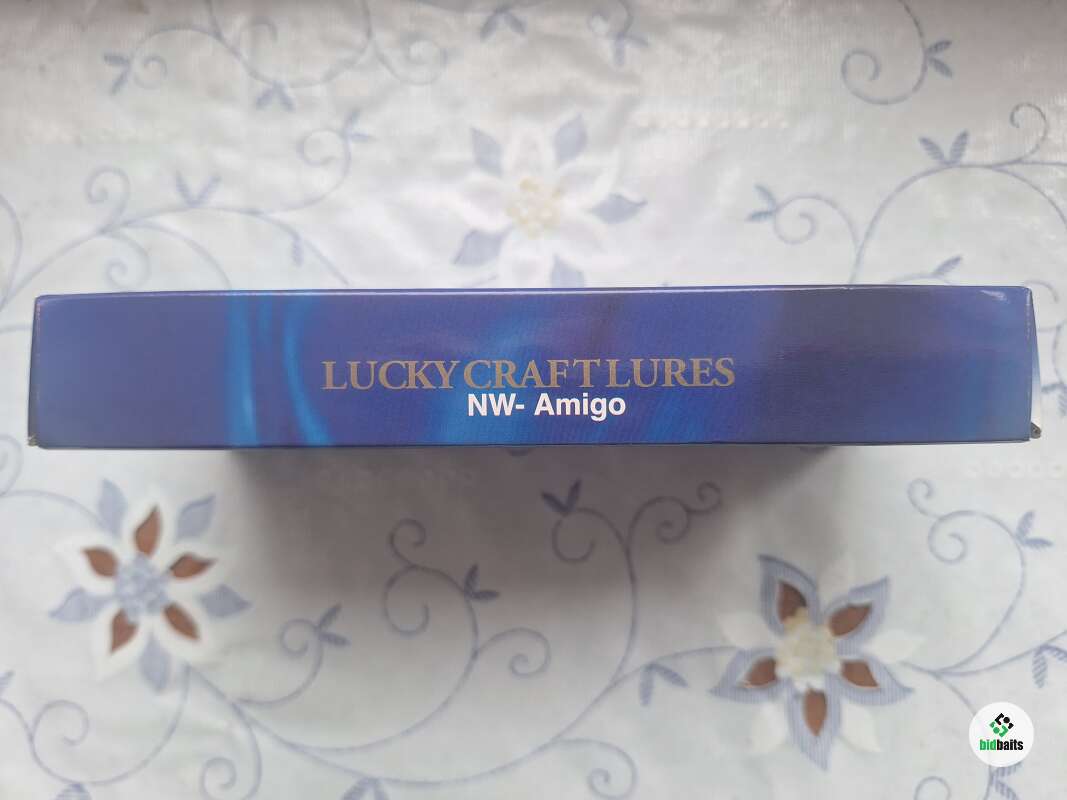 LUCKY CRAFT LURES
NW- Amigo
bidbaits